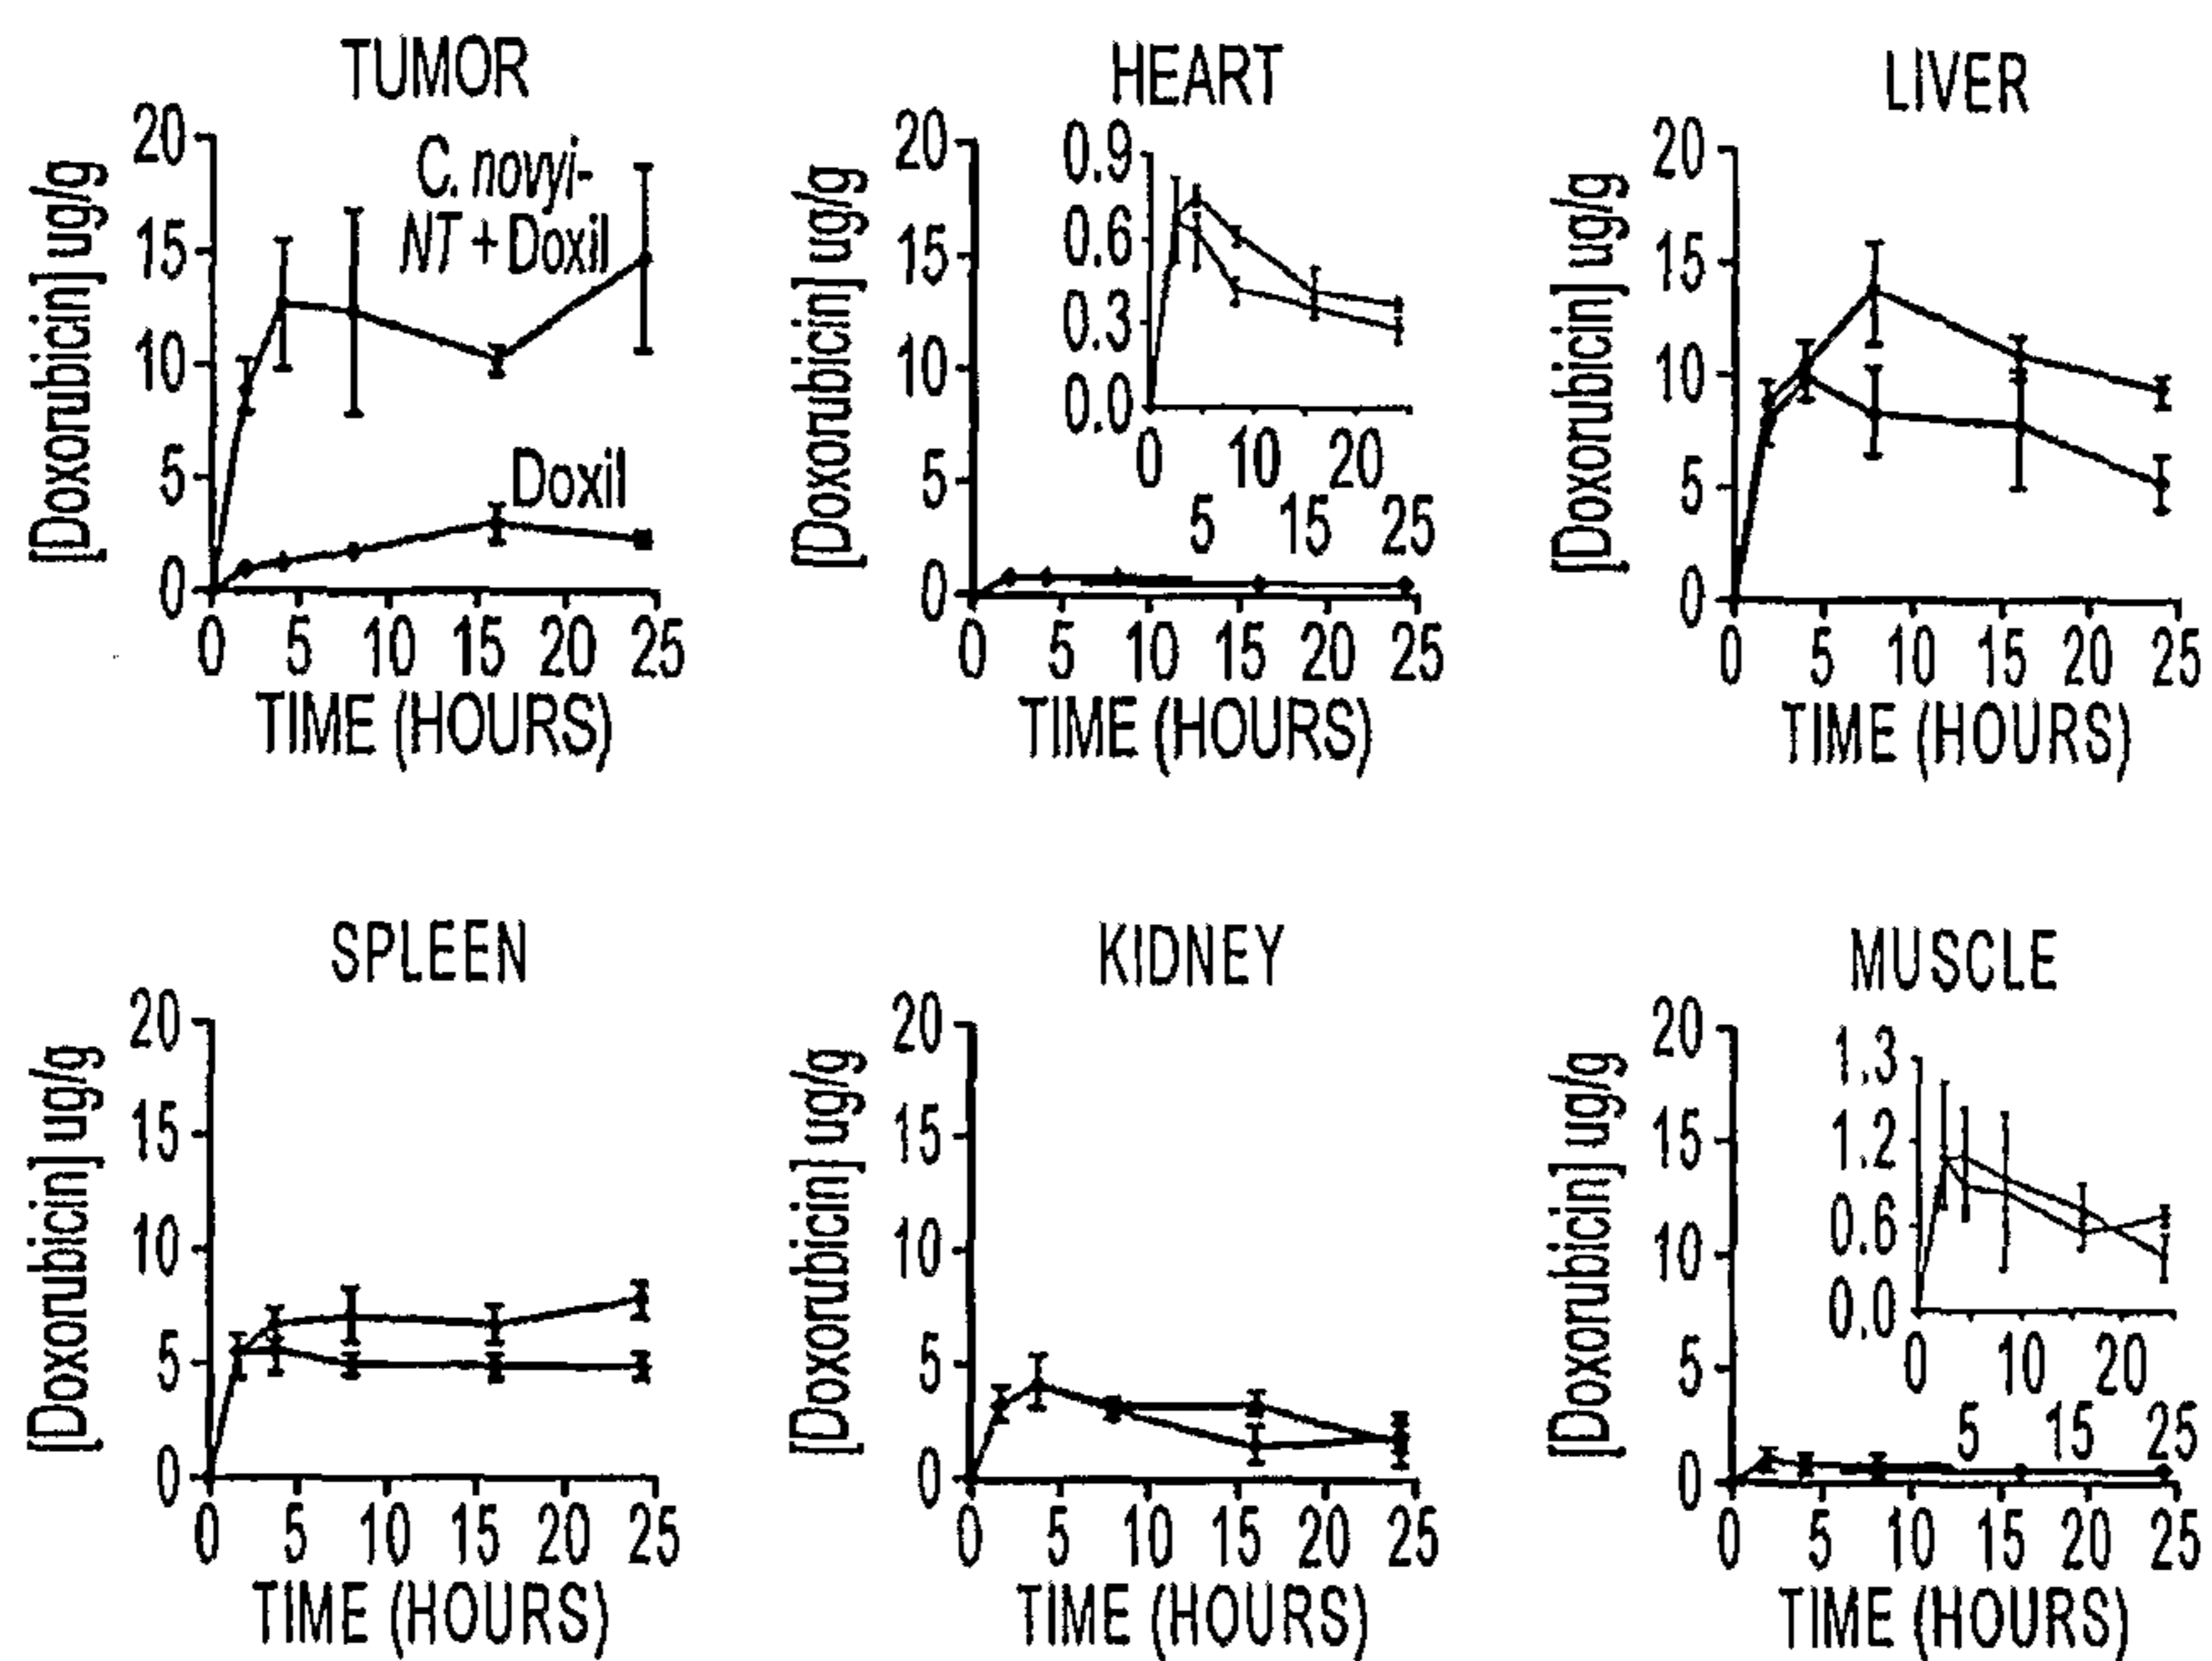 TUMOR
[Doxorubicin] ug/g
20
15
10
5
0
C. novyi-
NT + Doxil
Doxil
0 5 10 15 20 25
TIME (HOURS)
HEART
[Doxorubicin] ug/g
20
15
10
5
0
0.9
0.6
0.3
0.0
0 10 20
5 15 25
0 5 10 15 20 25
TIME (HOURS)
LIVER
[Doxorubicin] ug/g
20
15
10
5
0
0 5 10 15 20 25
TIME (HOURS)
SPLEEN
[Doxorubicin] ug/g
20
15
10
5
0
0 5 10 15 20 25
TIME (HOURS)
KIDNEY
[Doxorubicin] ug/g
20
15
10
5
0
0 5 10 15 20 25
TIME (HOURS)
MUSCLE
[Doxorubicin] ug/g
20
15
10
5
0
1.3
1.2
0.6
0.0
0 10 20
5 15 25
0 5 10 15 20 25
TIME (HOURS)